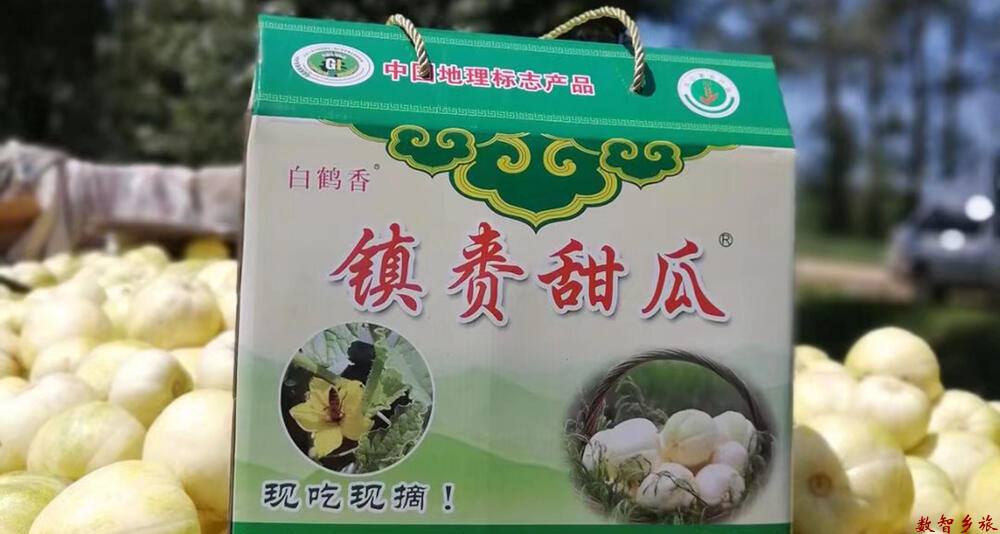 中国地理标志产品
白鹤香®
镇赉甜瓜®
现吃现摘！
数智乡旅